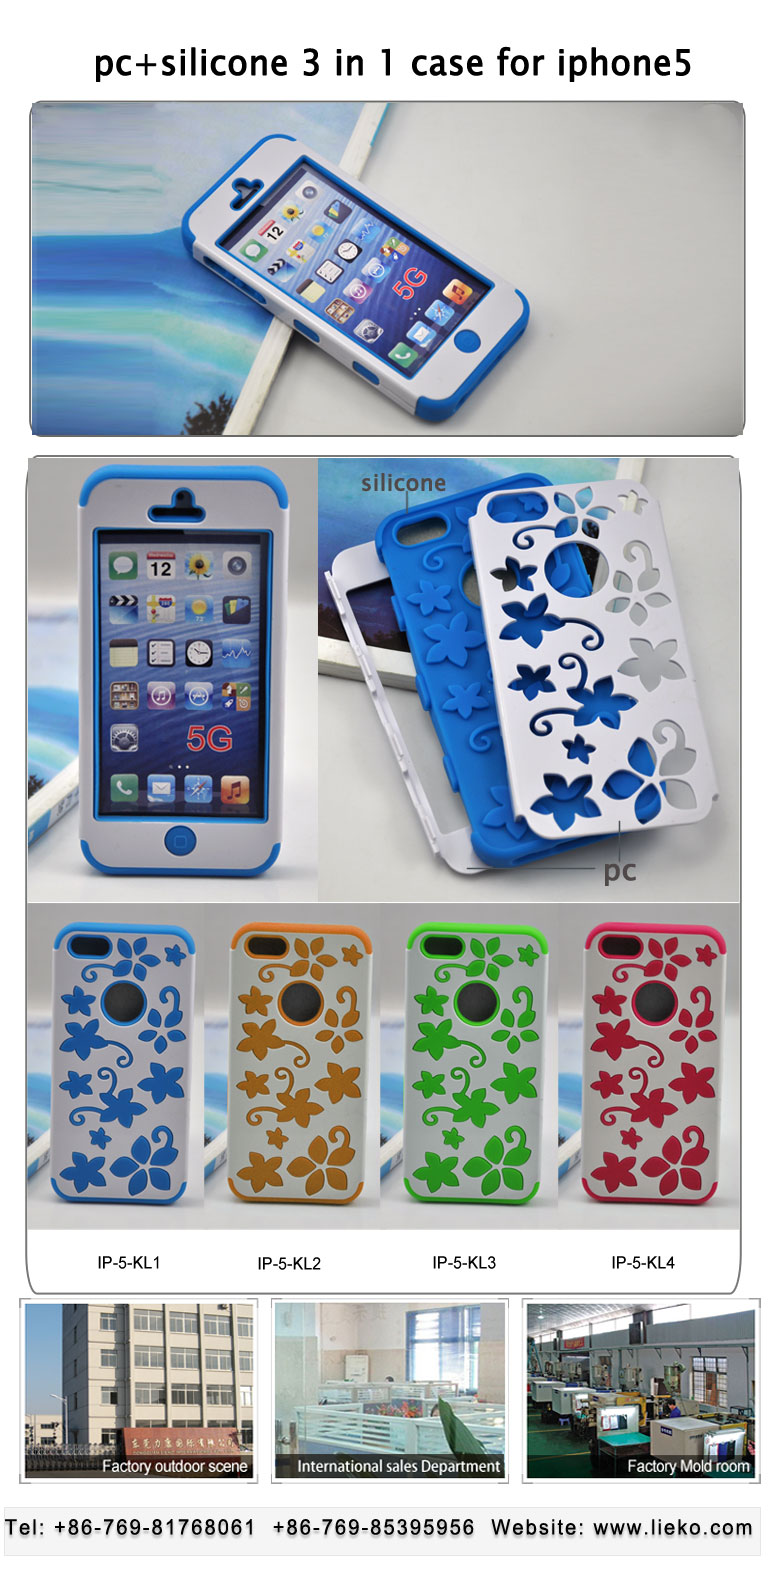 pc+silicone 3 in 1 case for iphone5
12
5G
silicone
Wednesday
12
72
5G
pc
IP-5-KL1
IP-5-KL2
IP-5-KL3
IP-5-KL4
Factory outdoor scene
International sales Department
Factory Mold room
Tel: +86-769-81768061 +86-769-85395956 Website: www.lieko.com